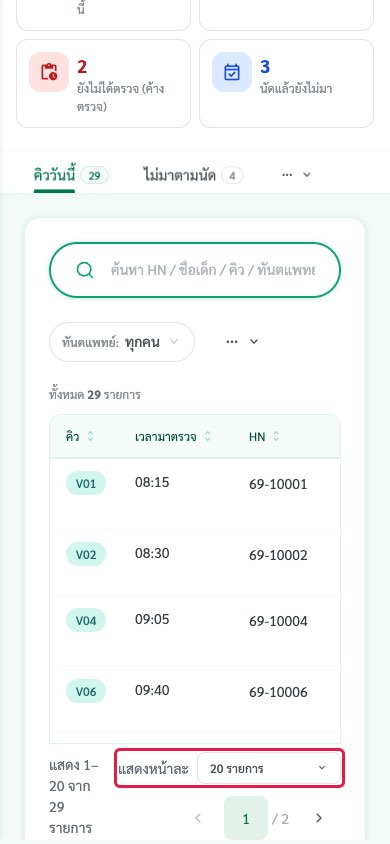 นี้
2
ยังไม่ได้ตรวจ (ค้าง
ตรวจ)
3
นัดแล้วยังไม่มา
คิววันนี้ 29 ไม่มาตามนัด 4 ...
ค้นหา HN / ชื่อเด็ก / คิว / ทันตแพทย
ทันตแพทย์: ทุกคน ...
ทั้งหมด 29 รายการ
คิว เวลามาตรวจ HN
V01 08:15 69-10001
V02 08:30 69-10002
V04 09:05 69-10004
V06 09:40 69-10006
แสดง 1–
20 จาก
29
รายการ
แสดงหน้าละ 20 รายการ
1 / 2